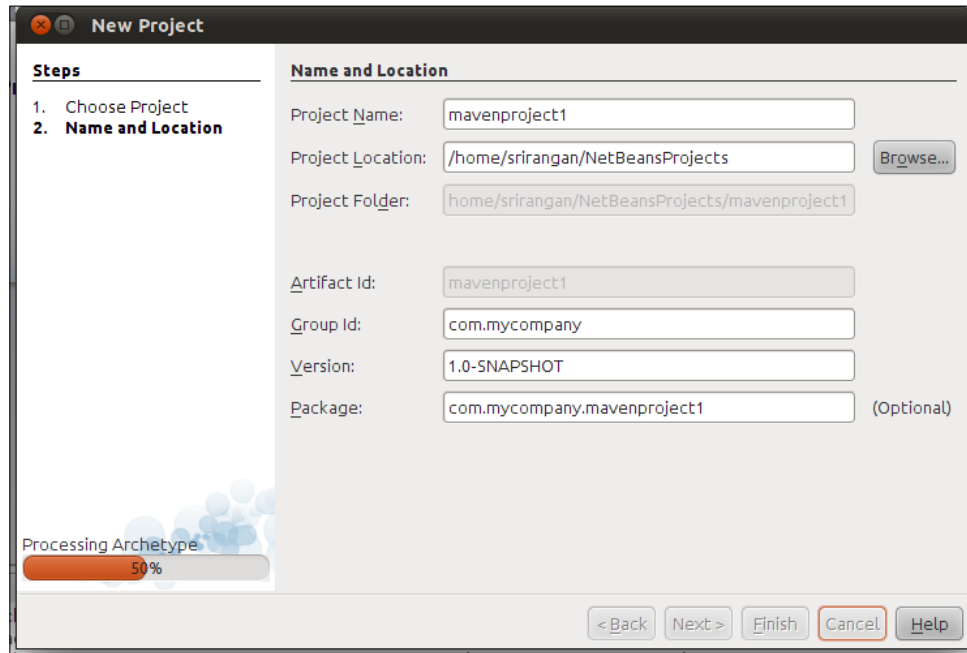 New Project
Steps
1. Choose Project
2. Name and Location
Name and Location
Project Name: mavenproject1
Project Location: /home/srirangan/NetBeansProjects Browse...
Project Folder: home/srirangan/NetBeansProjects/mavenproject1
Artifact Id: mavenproject1
Group Id: com.mycompany
Version: 1.0-SNAPSHOT
Package: com.mycompany.mavenproject1 (Optional)
Processing Archetype
50%
< Back Next > Finish Cancel Help